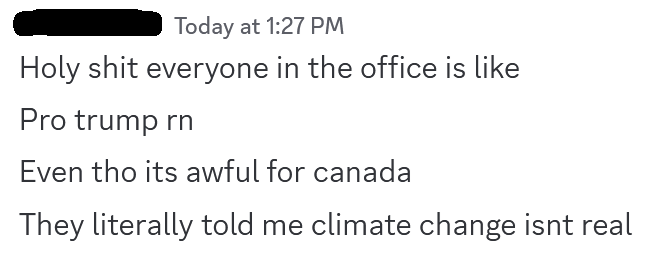 Today at 1:27 PM
Holy shit everyone in the office is like
Pro trump rn
Even tho its awful for canada
They literally told me climate change isnt real